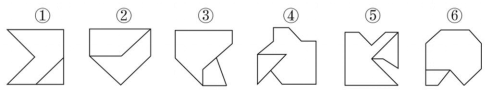 ① ② ③ ④ ⑤ ⑥